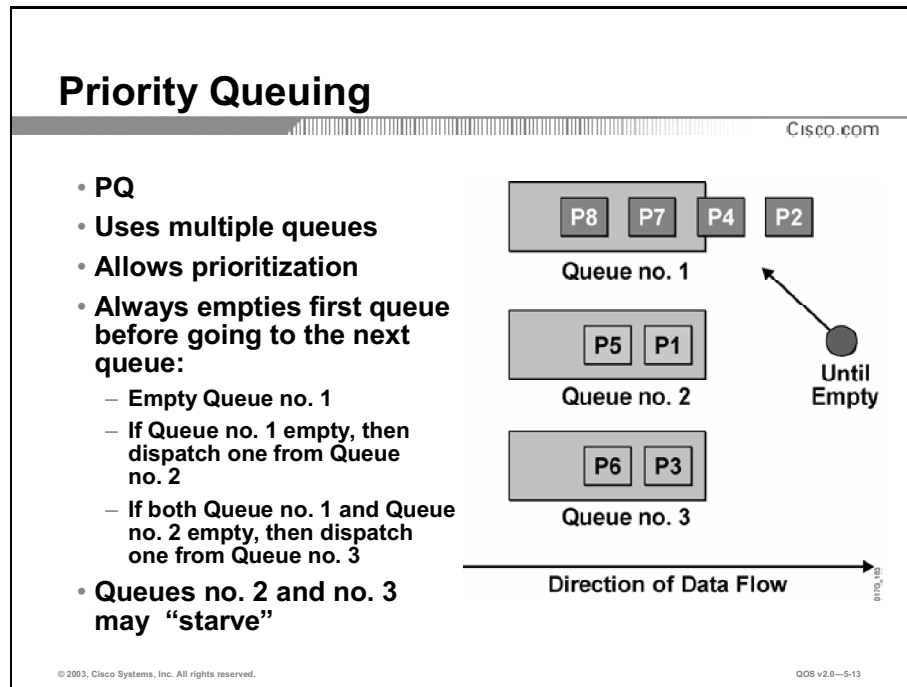 Priority Queuing
Cisco.com
• PQ
• Uses multiple queues
• Allows prioritization
• Always empties first queue
before going to the next
queue:
– Empty Queue no. 1
– If Queue no. 1 empty, then
dispatch one from Queue
no. 2
– If both Queue no. 1 and Queue
no. 2 empty, then dispatch
one from Queue no. 3
• Queues no. 2 and no. 3
may “starve”
P8 P7 P4 P2
Queue no. 1
P5 P1
Queue no. 2
Until
Empty
P6 P3
Queue no. 3
Direction of Data Flow
© 2003, Cisco Systems, Inc. All rights reserved.
QOS v2.0—5-13